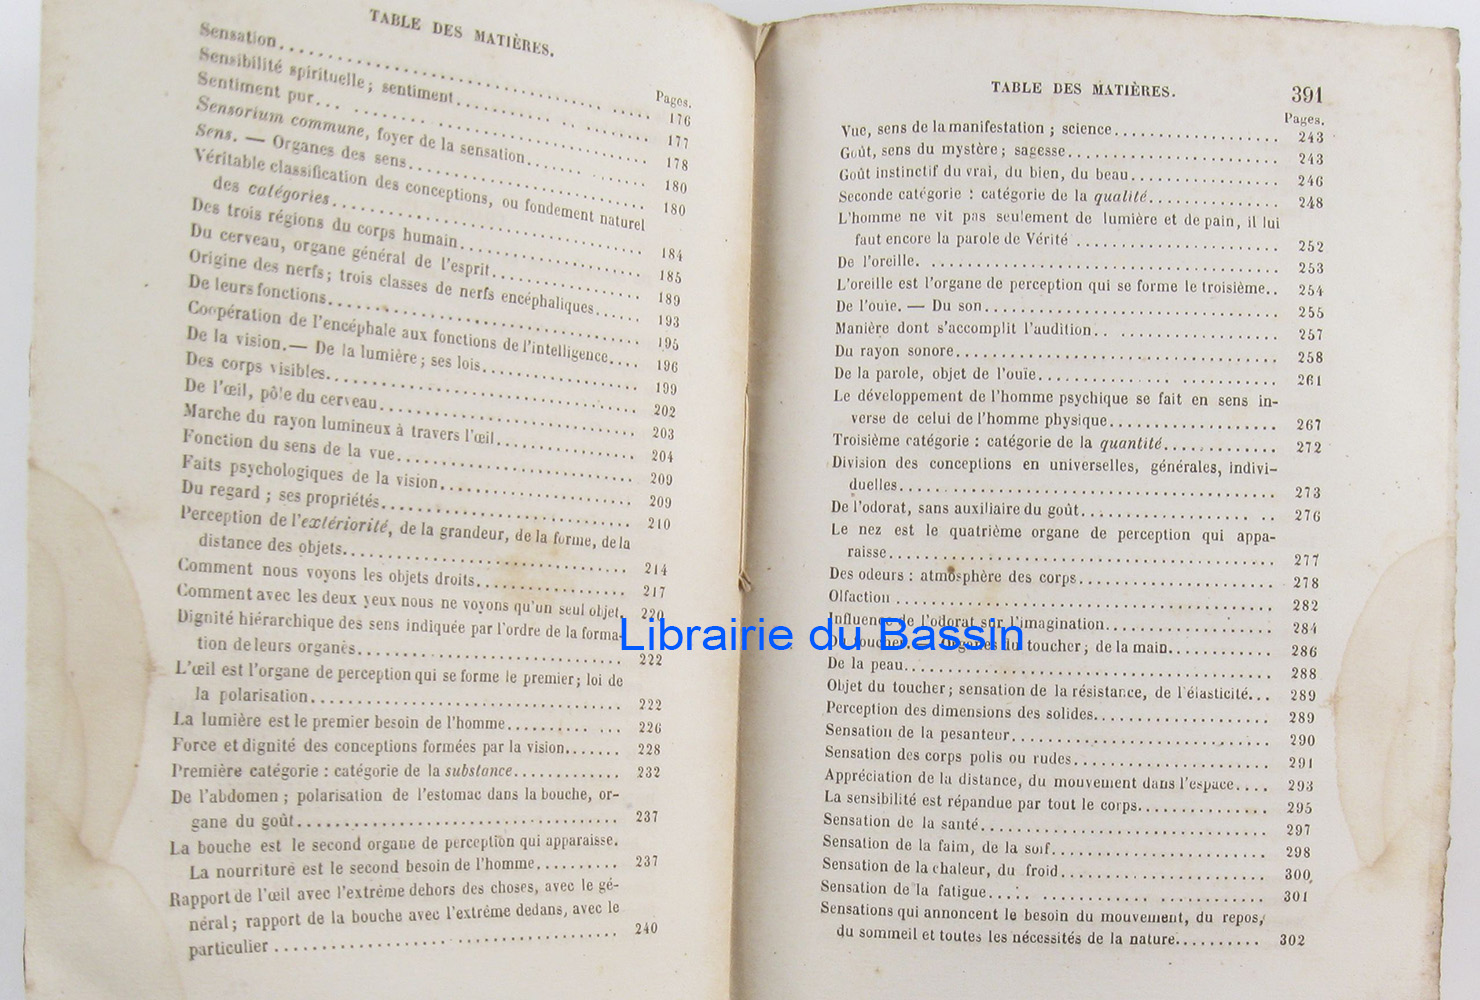 TABLE DES MATIÈRES.
Pages.
Sensation.......... 176
Sensibilité spirituelle; sentiment.......... 177
Sentiment pur.......... 178
Sensorium commune, foyer de la sensation.......... 180
Sens. — Organes des sens.......... 180
Véritable classification des conceptions, ou fondement naturel
des catégories.......... 184
Des trois régions du corps humain.......... 185
Du cerveau, organe général de l'esprit.......... 189
Origine des nerfs; trois classes de nerfs encéphaliques...... 193
De leurs fonctions.......... 195
Coopération de l'encéphale aux fonctions de l'intelligence.... 196
De la vision. — De la lumière; ses lois.......... 199
Des corps visibles.......... 202
De l'œil, pôle du cerveau.......... 203
Marche du rayon lumineux à travers l'œil.......... 204
Fonction du sens de la vue.......... 209
Faits psychologiques de la vision.......... 209
Du regard; ses propriétés.......... 210
Perception de l'extériorité, de la grandeur, de la forme, de la
distance des objets.......... 214
Comment nous voyons les objets droits.......... 217
Comment avec les deux yeux nous ne voyons qu'un seul objet. 220
Dignité hiérarchique des sens indiquée par l'ordre de la forma-
tion de leurs organes.......... 222
L'œil est l'organe de perception qui se forme le premier; loi de
la polarisation.......... 222
La lumière est le premier besoin de l'homme.......... 226
Force et dignité des conceptions formées par la vision....... 228
Première catégorie : catégorie de la substance.......... 232
De l'abdomen; polarisation de l'estomac dans la bouche, or-
gane du goût.......... 237
La bouche est le second organe de perception qui apparaisse.
La nourriture est le second besoin de l'homme.......... 237
Rapport de l'œil avec l'extrême dehors des choses, avec le gé-
néral; rapport de la bouche avec l'extrême dedans, avec le
particulier.......... 240
TABLE DES MATIÈRES. 391
Pages.
Vue, sens de la manifestation; science.......... 243
Goût, sens du mystère; sagesse.......... 243
Goût instinctif du vrai, du bien, du beau.......... 246
Seconde catégorie : catégorie de la qualité.......... 248
L'homme ne vit pas seulement de lumière et de pain, il lui
faut encore la parole de Vérité.......... 252
De l'oreille.......... 253
L'oreille est l'organe de perception qui se forme le troisième.. 254
De l'ouïe. — Du son.......... 255
Manière dont s'accomplit l'audition.......... 257
Du rayon sonore.......... 258
De la parole, objet de l'ouïe.......... 261
Le développement de l'homme psychique se fait en sens in-
verse de celui de l'homme physique.......... 267
Troisième catégorie : catégorie de la quantité.......... 272
Division des conceptions en universelles, générales, indivi-
duelles.......... 273
De l'odorat, sans auxiliaire du goût.......... 276
Le nez est le quatrième organe de perception qui appa-
raisse.......... 277
Des odeurs : atmosphère des corps.......... 278
Olfaction.......... 282
Influence de l'odorat sur l'imagination.......... 284
Du toucher. — Organes du toucher; de la main.......... 286
De la peau.......... 288
Objet du toucher; sensation de la résistance, de l'élasticité... 289
Perception des dimensions des solides.......... 289
Sensation de la pesanteur.......... 290
Sensation des corps polis ou rudes.......... 291
Appréciation de la distance, du mouvement dans l'espace.... 293
La sensibilité est répandue par tout le corps.......... 295
Sensation de la santé.......... 297
Sensation de la faim, de la soif.......... 298
Sensation de la chaleur, du froid.......... 300
Sensation de la fatigue.......... 301
Sensations qui annoncent le besoin du mouvement, du repos,
du sommeil et toutes les nécessités de la nature.......... 302
Librairie du Bassin